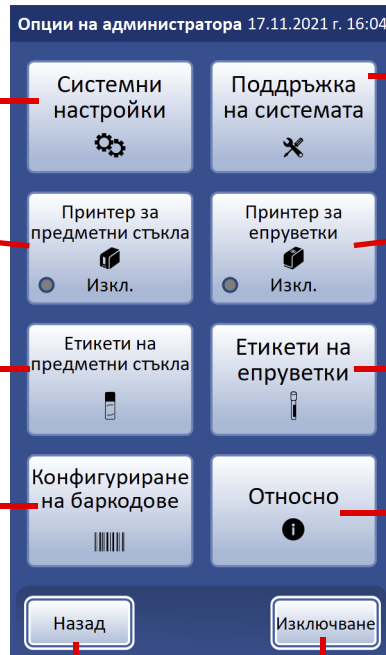 Опции на администратора 17.11.2021 г. 16:04
Системни
настройки
Поддръжка
на системата
Принтер за
предметни стъкла
Изкл.
Принтер за
епруветки
Изкл.
Етикети на
предметни стъкла
Етикети на
епруветки
Конфигуриране
на баркодове
Относно
Назад
Изключване